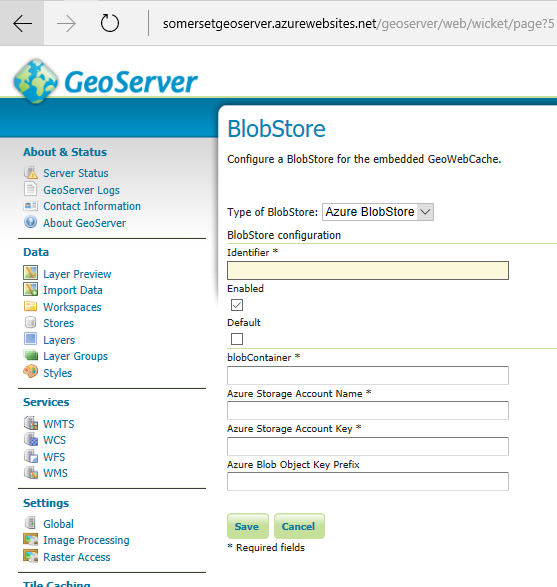 somersetgeoserver.azurewebsites.net/geoserver/web/wicket/page?5
GeoServer
About & Status
Server Status
GeoServer Logs
Contact Information
About GeoServer
Data
Layer Preview
Import Data
Workspaces
Stores
Layers
Layer Groups
Styles
Services
WMTS
WCS
WFS
WMS
Settings
Global
Image Processing
Raster Access
Tile Caching
BlobStore
Configure a BlobStore for the embedded GeoWebCache.
Type of BlobStore: Azure BlobStore
BlobStore configuration
Identifier *
Enabled
Default
blobContainer *
Azure Storage Account Name *
Azure Storage Account Key *
Azure Blob Object Key Prefix
Save Cancel
* Required fields